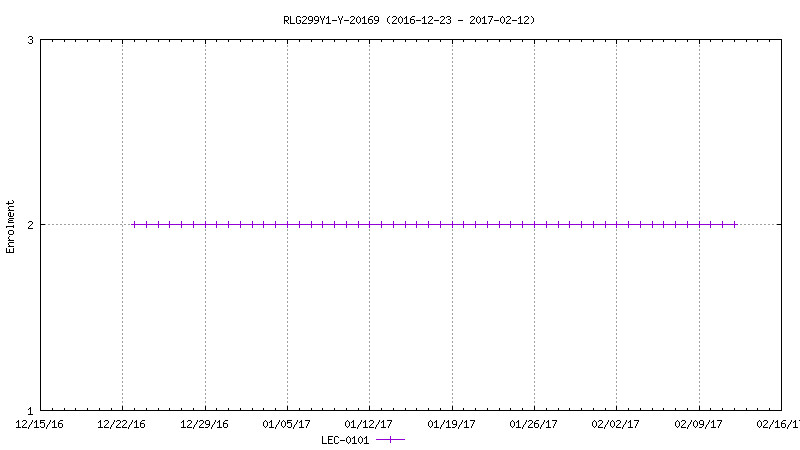 RLG299Y1-Y-20169 (2016-12-23 - 2017-02-12)
3
Enrolment
2
1
12/15/16 12/22/16 12/29/16 01/05/17 01/12/17 01/19/17 01/26/17 02/02/17 02/09/17 02/16/1
LEC-0101